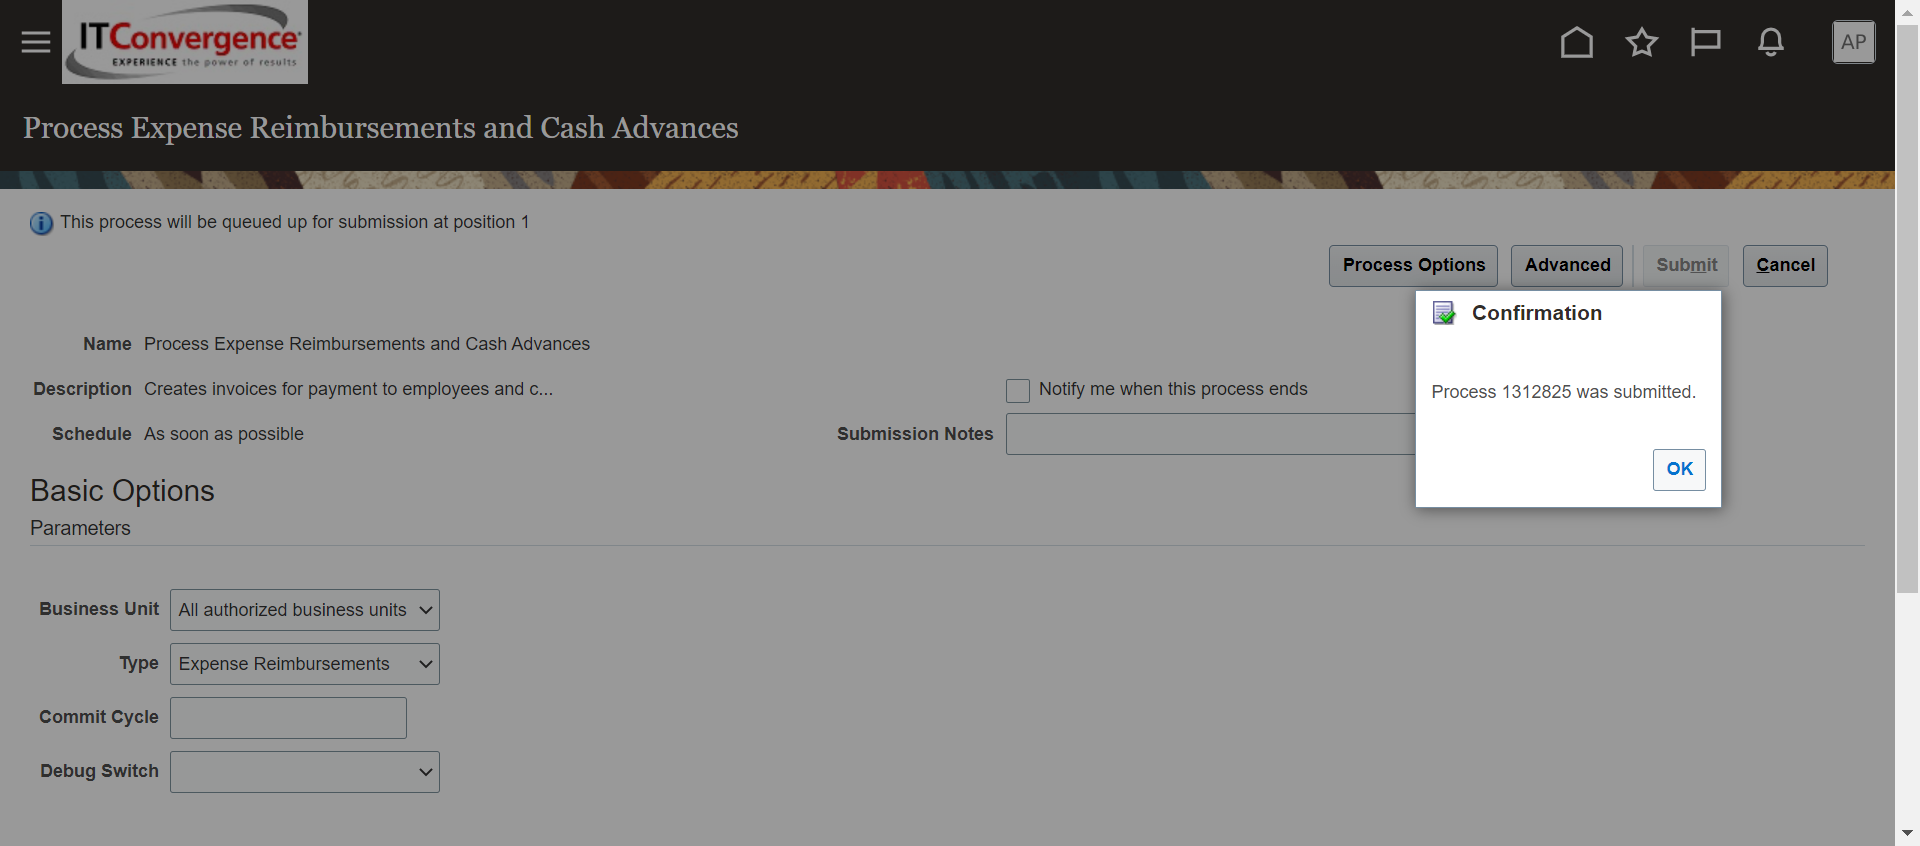 ITConvergence
EXPERIENCE the power of results
AP
Process Expense Reimbursements and Cash Advances
This process will be queued up for submission at position 1
Process Options
Advanced
Submit
Cancel
Confirmation
Process 1312825 was submitted.
OK
Name Process Expense Reimbursements and Cash Advances
Description Creates invoices for payment to employees and c...
Notify me when this process ends
Schedule As soon as possible
Submission Notes
Basic Options
Parameters
Business Unit All authorized business units
Type Expense Reimbursements
Commit Cycle
Debug Switch